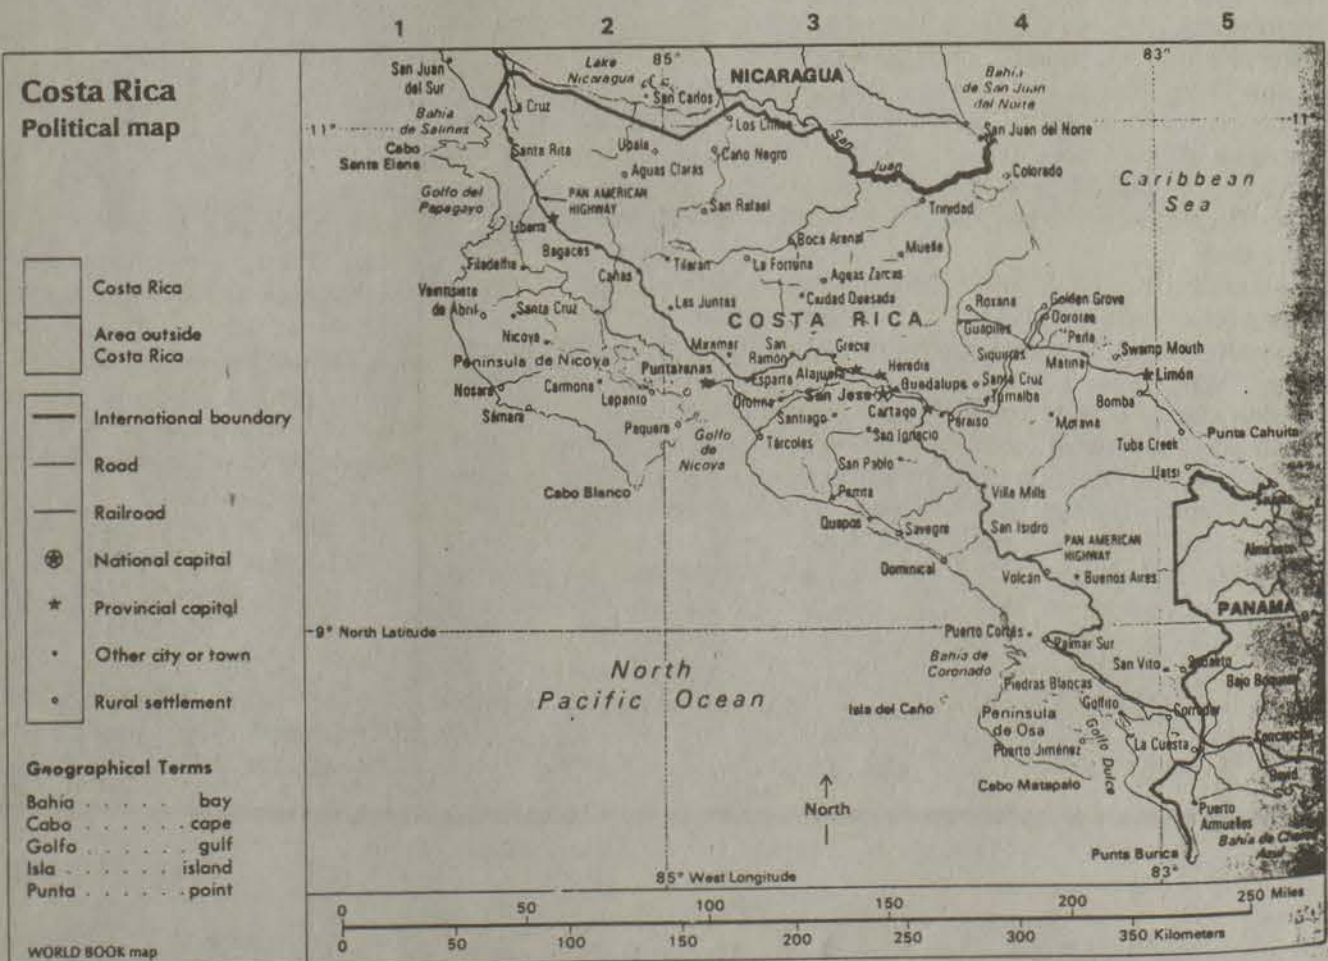 1 2 3 4 5
Costa Rica
Political map
Costa Rica
Area outside
Costa Rica
International boundary
Road
Railroad
National capital
Provincial capital
Other city or town
Rural settlement
Geographical Terms
Bahía . . . . . bay
Cabo . . . . . cape
Golfo . . . . . . gulf
Isla . . . . . . island
Punta . . . . . point
WORLD BOOK map
San Juan
del Sur
Lake
Nicaragua
85°
NICARAGUA
Bahía
de San Juan
del Norte
83°
San Carlos
La Cruz
Bahía
de Salinas
11°
Los Chiles
San
Juan
San Juan del Norte
11°
Cabo
Santa Elena
Santa Rita
Upala
Caño Negro
Aguas Claras
Colorado
Caribbean
Sea
Golfo del
Papagayo
PAN AMERICAN
HIGHWAY
San Rafael
Trinidad
Liberia
Bagaces
Boca Arenal
Muelle
Filadelfia
Cañas
Tilarán
La Fortuna
Aguas Zarcas
Veintisiete
de Abril
Santa Cruz
Las Juntas
Ciudad Quesada
Roxana
Golden Grove
Dorotea
COSTA RICA
Guápiles
Perla
Nicoya
Miramar
San
Ramón
Grecia
Siquirres
Matina
Swamp Mouth
Península de Nicoya
Puntarenas
Esparta
Alajuela
Heredia
Limón
Nosara
Carmona
Lepanto
Orotina
San José
Guadalupe
Santa Cruz
Turrialba
Bomba
Sámara
Santiago
Cartago
Paraíso
Moravia
Paquera
Golfo
de
Nicoya
Tárcoles
San Ignacio
Tuba Creek
Punta Cahuita
San Pablo
Uatsi
Cabo Blanco
Parrita
Villa Mills
Quepos
Savegre
San Isidro
PAN AMERICAN
HIGHWAY
Almirante
Dominical
Volcán
Buenos Aires
PANAMA
9° North Latitude
Puerto Cortés
Palmar Sur
9°
North
Pacific Ocean
Bahía de
Coronado
San Vito
Piedras Blancas
Isla del Caño
Golfito
Corredor
Península
de Osa
Golfo Dulce
La Cuesta
Concepción
Puerto Jiménez
David
Cabo Matapalo
North
Puerto
Armuelles
Punta Burica
85° West Longitude
83°
0 50 100 150 200 250 Miles
0 50 100 150 200 250 300 350 Kilometers